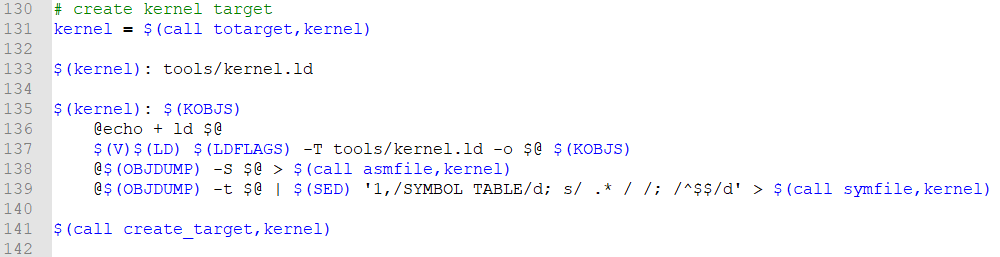 130 # create kernel target
131 kernel = $(call totarget,kernel)
132
133 $(kernel): tools/kernel.ld
134
135 $(kernel): $(KOBJS)
136     @echo + ld $@
137     $(V)$(LD) $(LDFLAGS) -T tools/kernel.ld -o $@ $(KOBJS)
138     @$(OBJDUMP) -S $@ > $(call asmfile,kernel)
139     @$(OBJDUMP) -t $@ | $(SED) '1,/SYMBOL TABLE/d; s/ .* / /; /^$$/d' > $(call symfile,kernel)
140
141 $(call create_target,kernel)
142